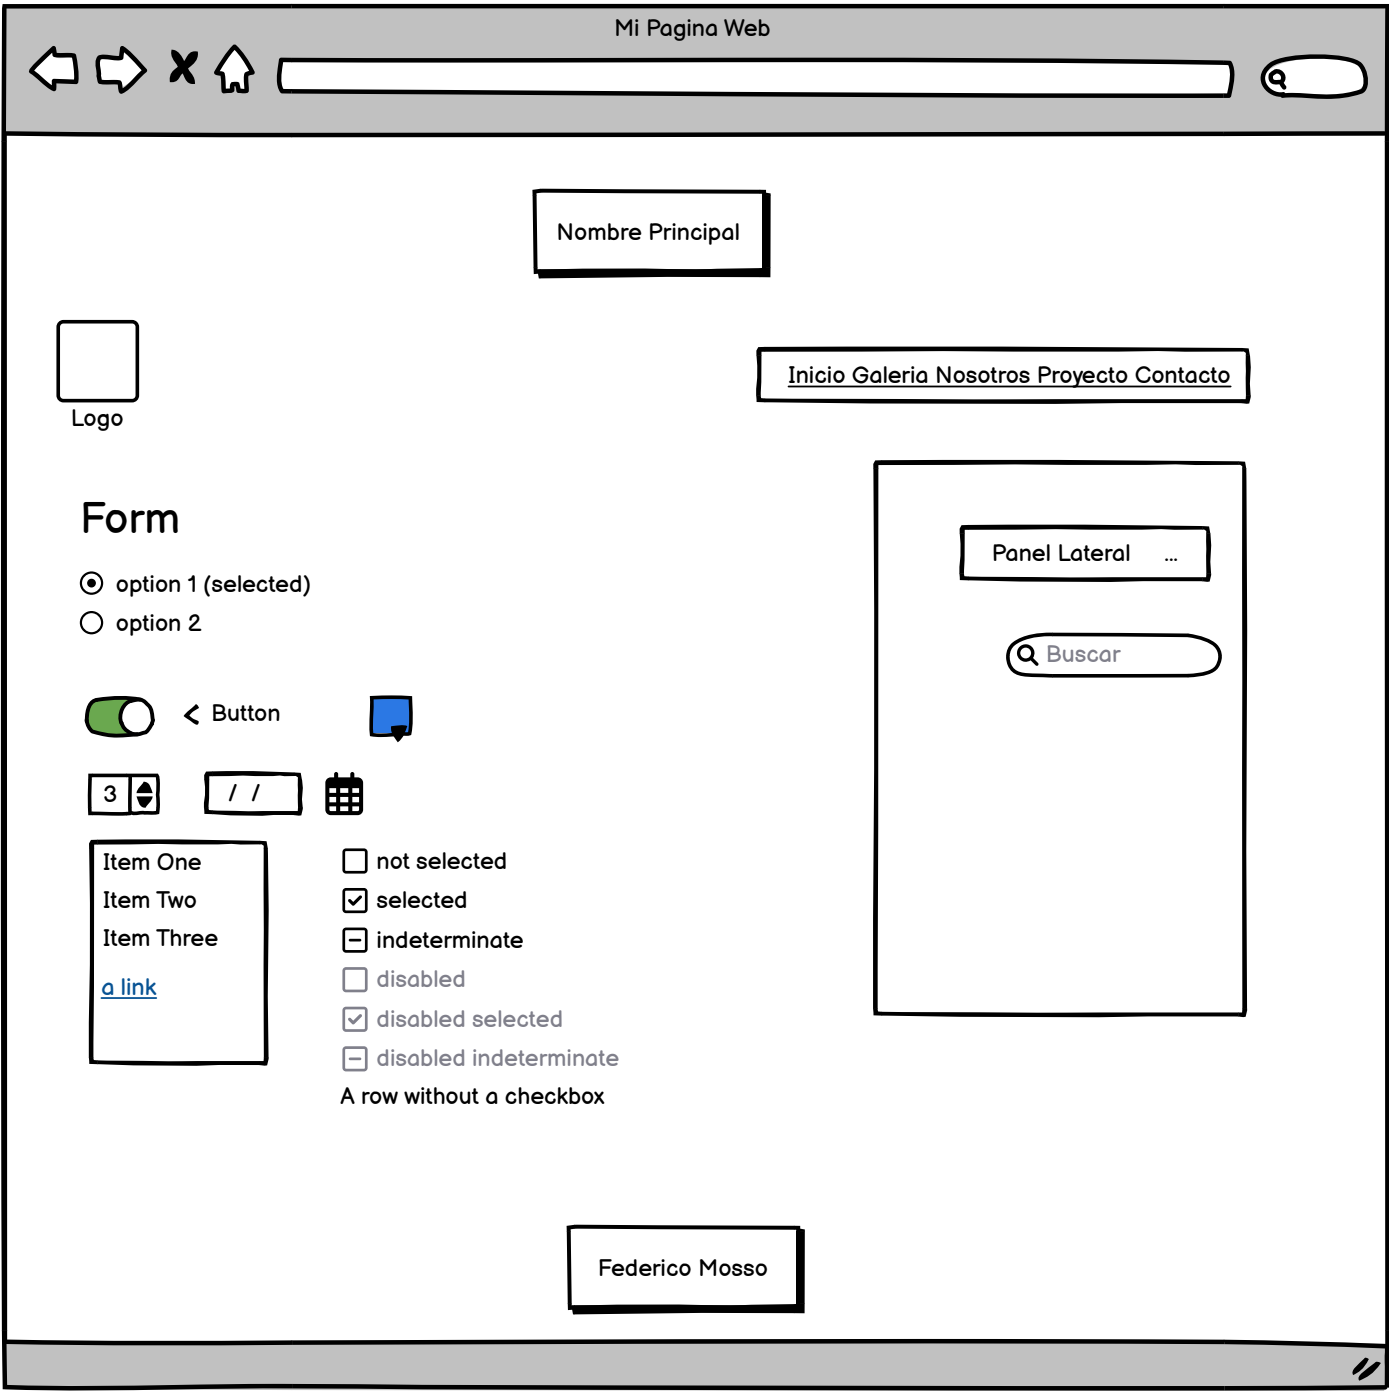 Mi Pagina Web
Nombre Principal
Logo
Inicio Galeria Nosotros Proyecto Contacto
Form
option 1 (selected)
option 2
Panel Lateral ...
Buscar
Button
3
/ /
Item One
Item Two
Item Three
a link
not selected
selected
indeterminate
disabled
disabled selected
disabled indeterminate
A row without a checkbox
Federico Mosso